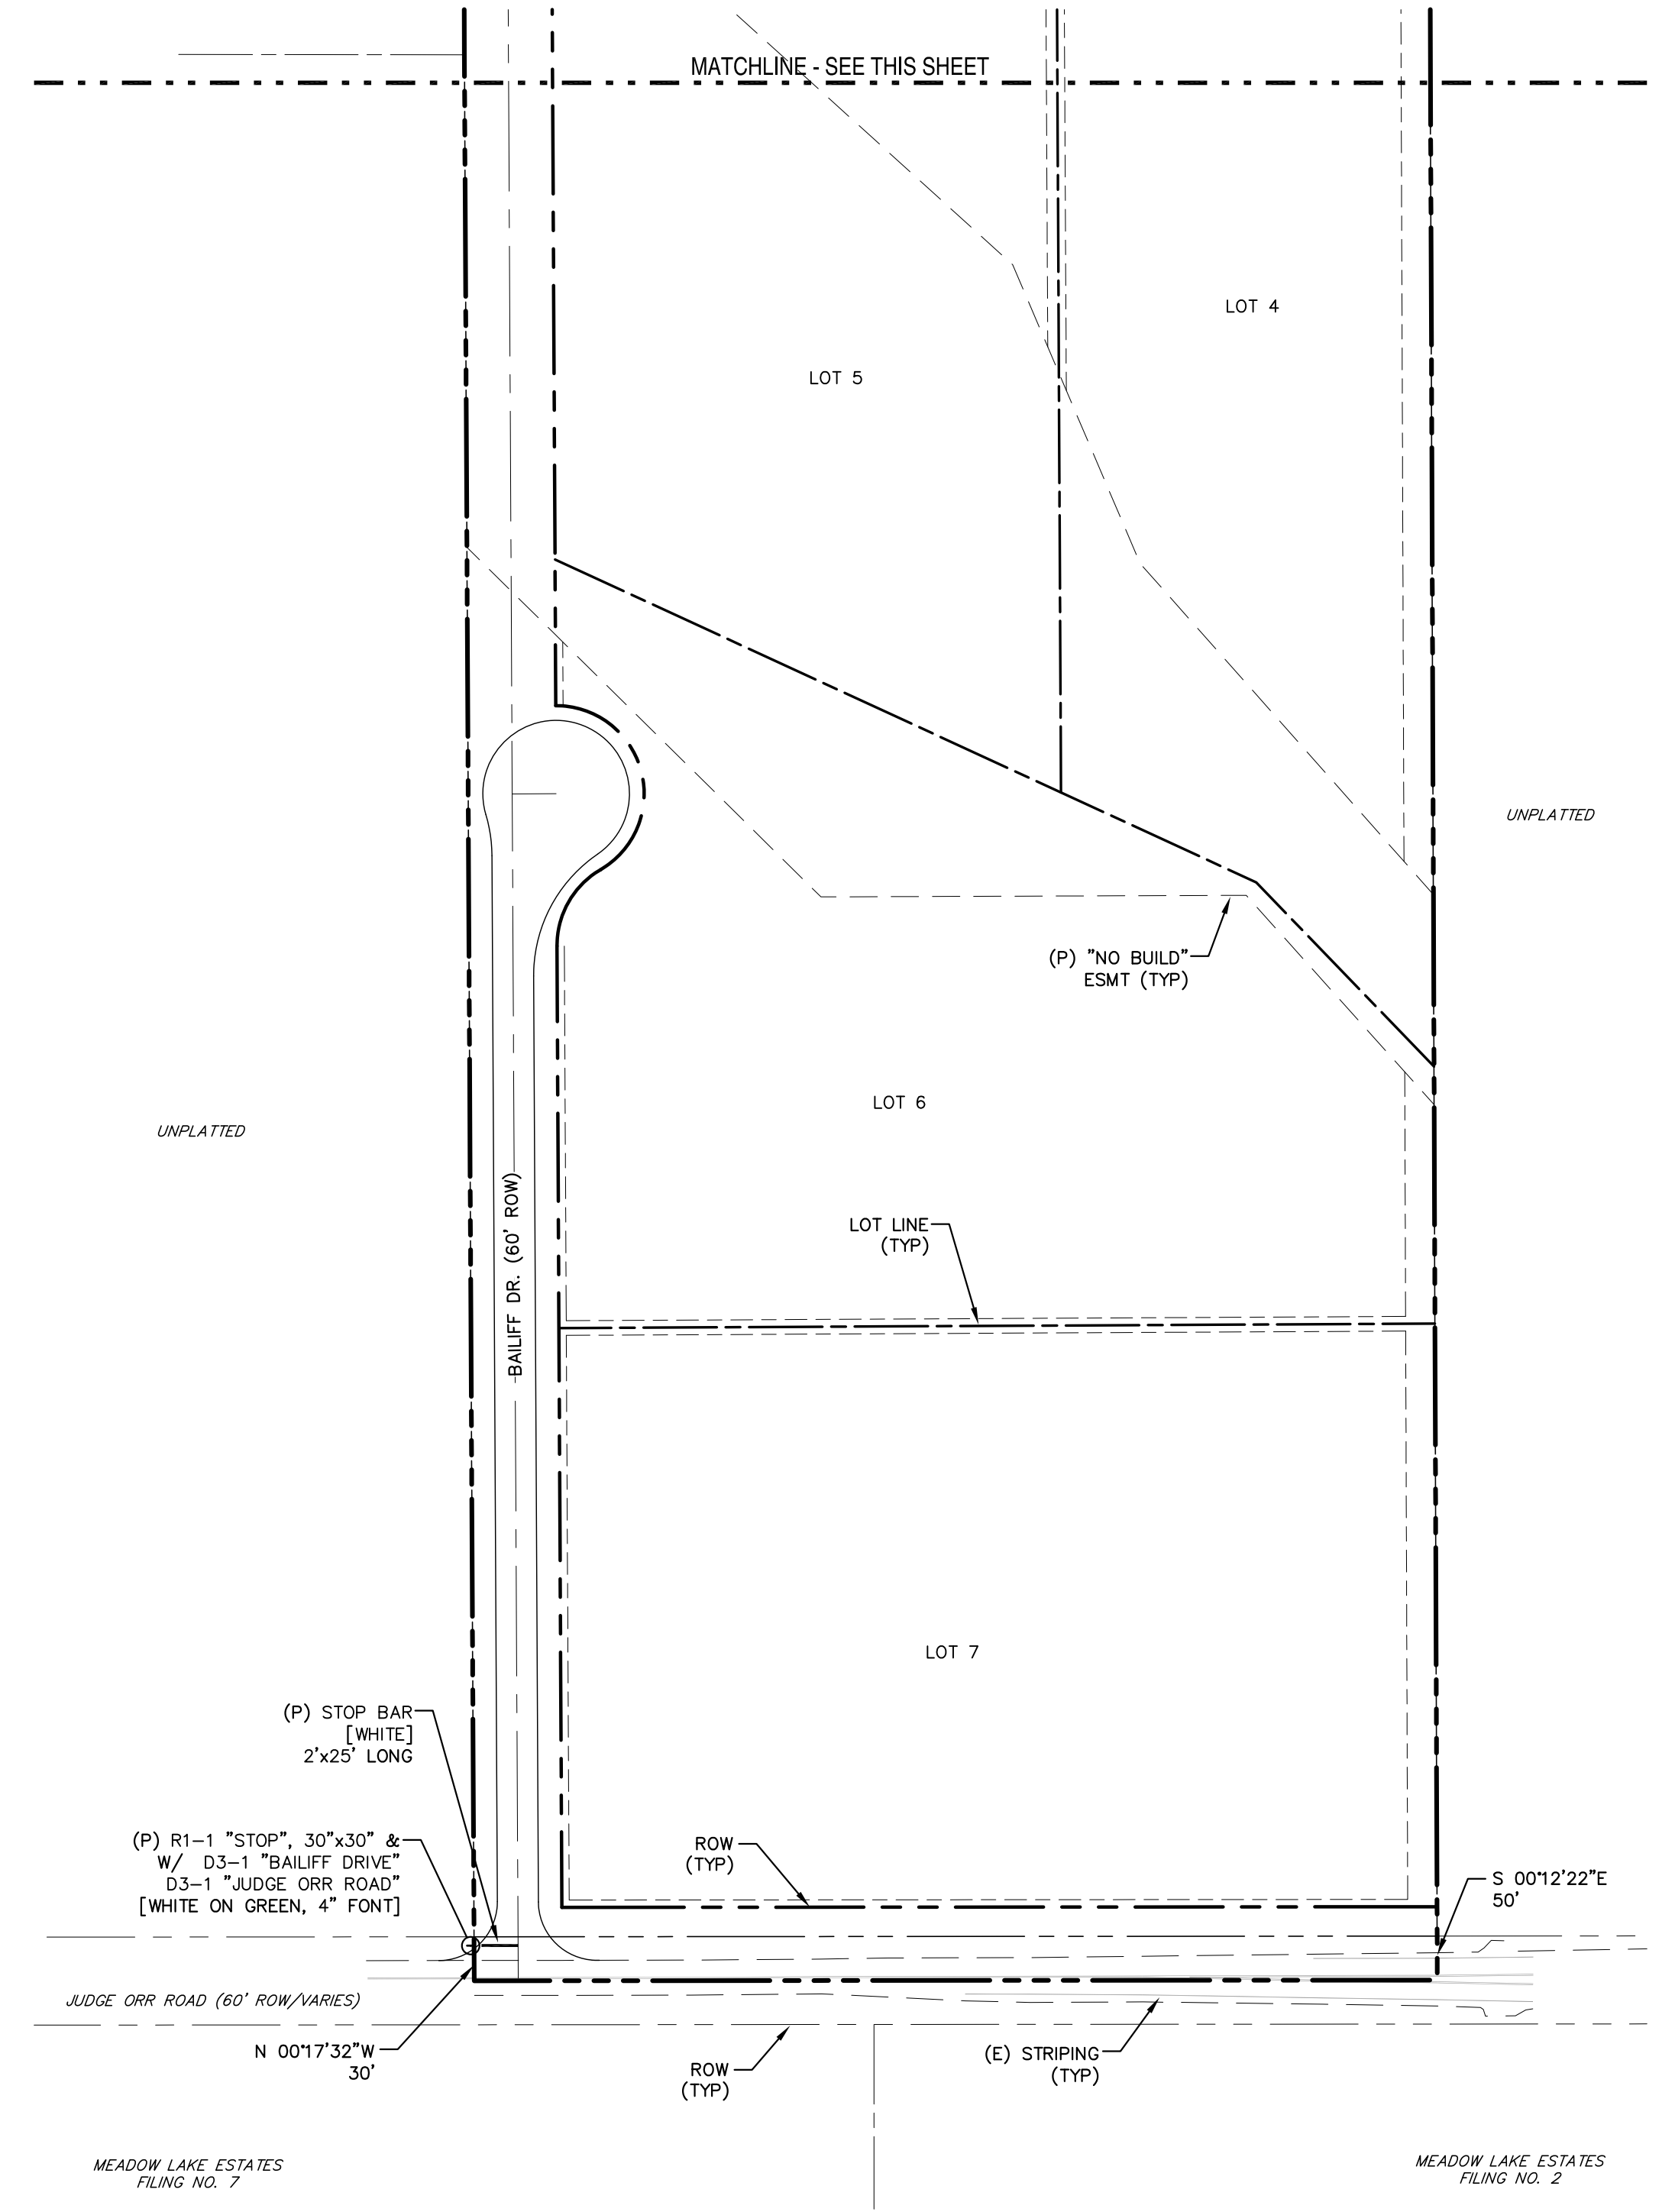 MATCHLINE - SEE THIS SHEET
LOT 4
LOT 5
UNPLATTED
(P) "NO BUILD"
ESMT (TYP)
LOT 6
UNPLATTED
BAILIFF DR. (60' ROW)
LOT LINE
(TYP)
LOT 7
(P) STOP BAR
[WHITE]
2'x25' LONG
(P) R1-1 "STOP", 30"x30" &
W/ D3-1 "BAILIFF DRIVE"
D3-1 "JUDGE ORR ROAD"
[WHITE ON GREEN, 4" FONT]
ROW
(TYP)
S 00°12'22"E
50'
JUDGE ORR ROAD (60' ROW/VARIES)
N 00°17'32"W
30'
ROW
(TYP)
(E) STRIPING
(TYP)
MEADOW LAKE ESTATES
FILING NO. 7
MEADOW LAKE ESTATES
FILING NO. 2